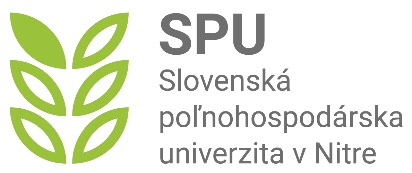 SPU
Slovenská
poľnohospodárska
univerzita v Nitre